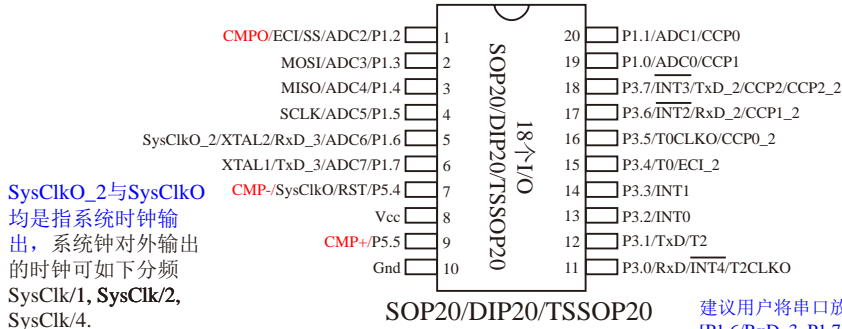 CMPO/ECI/SS/ADC2/P1.2 1
MOSI/ADC3/P1.3 2
MISO/ADC4/P1.4 3
SCLK/ADC5/P1.5 4
SysClkO_2/XTAL2/RxD_3/ADC6/P1.6 5
XTAL1/TxD_3/ADC7/P1.7 6
CMP-/SysClkO/RST/P5.4 7
Vcc 8
CMP+/P5.5 9
Gnd 10
SOP20/DIP20/TSSOP20
18个I/O
20 P1.1/ADC1/CCP0
19 P1.0/ADC0/CCP1
18 P3.7/INT3/TxD_2/CCP2/CCP2_2
17 P3.6/INT2/RxD_2/CCP1_2
16 P3.5/T0CLKO/CCP0_2
15 P3.4/T0/ECI_2
14 P3.3/INT1
13 P3.2/INT0
12 P3.1/TxD/T2
11 P3.0/RxD/INT4/T2CLKO
SysClkO_2与SysClkO
均是指系统时钟输
出，系统钟对外输出
的时钟可如下分频
SysClk/1, SysClk/2,
SysClk/4.
SOP20/DIP20/TSSOP20
建议用户将串口放